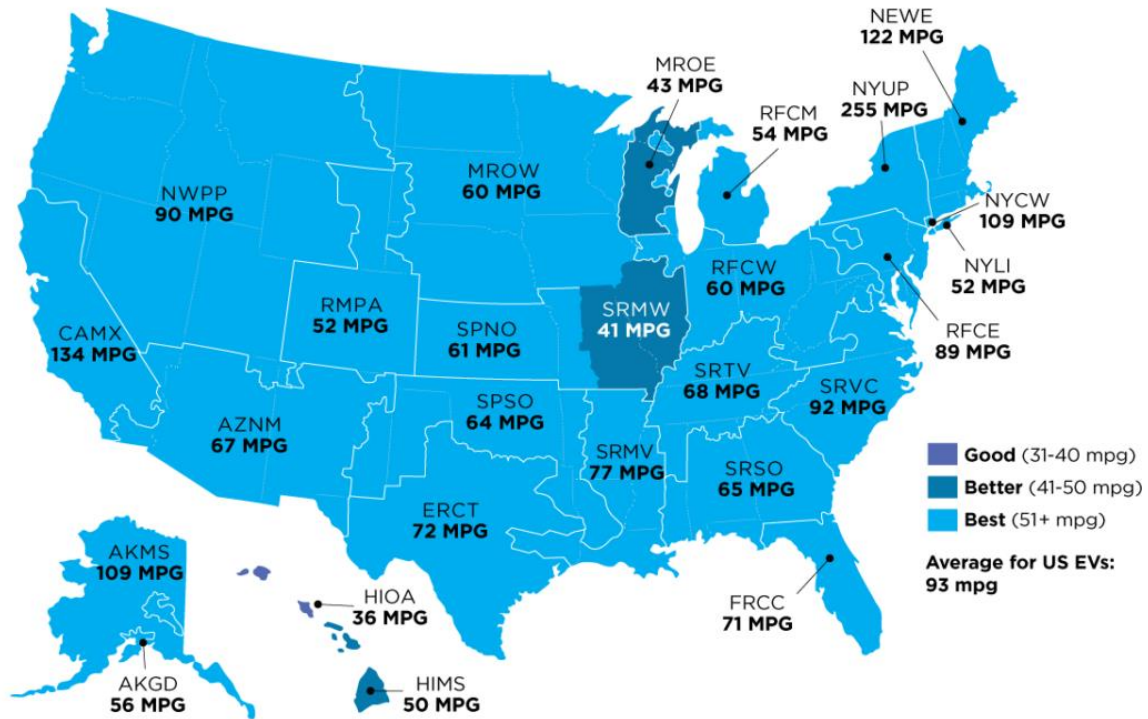 NEWE
122 MPG
MROE
43 MPG
NYUP
255 MPG
RFCM
54 MPG
MROW
60 MPG
NWPP
90 MPG
NYCW
109 MPG
RFCW
60 MPG
NYLI
52 MPG
RMPA
52 MPG
SRMW
41 MPG
CAMX
134 MPG
SPNO
61 MPG
RFCE
89 MPG
SRTV
68 MPG
SRVC
92 MPG
AZNM
67 MPG
SPSO
64 MPG
SRMV
77 MPG
SRSO
65 MPG
ERCT
72 MPG
Good (31-40 mpg)
Better (41-50 mpg)
Best (51+ mpg)
Average for US EVs:
93 mpg
AKMS
109 MPG
HIOA
36 MPG
FRCC
71 MPG
AKGD
56 MPG
HIMS
50 MPG